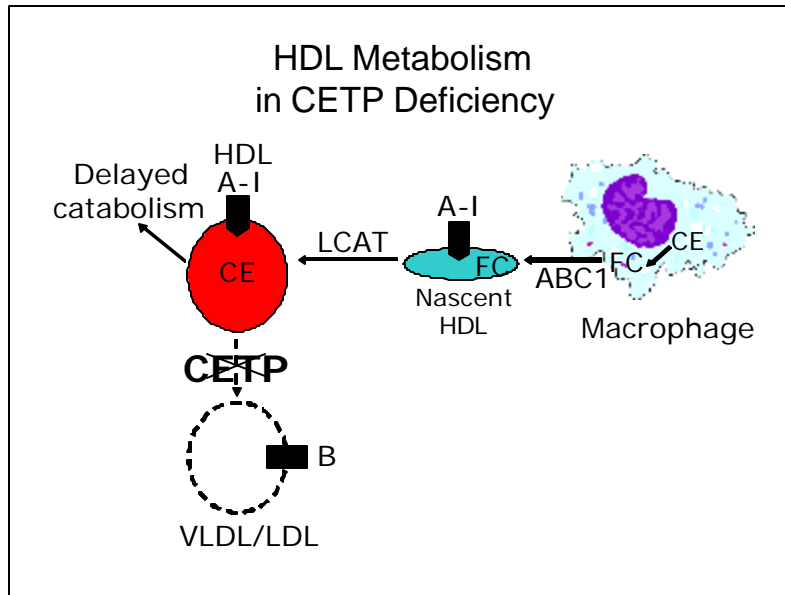 HDL Metabolism
in CETP Deficiency
HDL
A-I
Delayed
catabolism
CE
LCAT
A-I
FC
Nascent
HDL
ABC1
FC
CE
Macrophage
CETP
B
VLDL/LDL